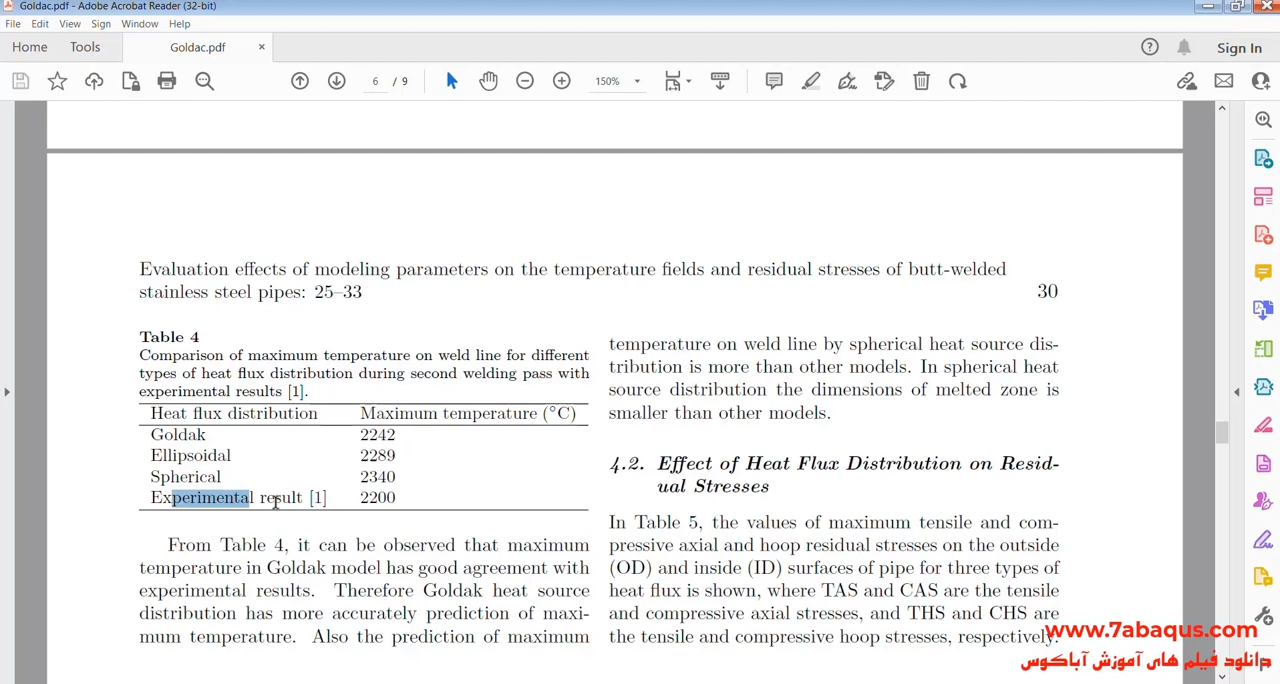 Goldac.pdf - Adobe Acrobat Reader (32-bit)
File Edit View Sign Window Help
Home Tools Goldac.pdf × Sign In
6 / 9 150%
Evaluation effects of modeling parameters on the temperature fields and residual stresses of butt-welded
stainless steel pipes: 25–33 30
Table 4
Comparison of maximum temperature on weld line for different
types of heat flux distribution during second welding pass with
experimental results [1].
Heat flux distribution Maximum temperature (°C)
Goldak 2242
Ellipsoidal 2289
Spherical 2340
Experimental result [1] 2200
From Table 4, it can be observed that maximum
temperature in Goldak model has good agreement with
experimental results. Therefore Goldak heat source
distribution has more accurately prediction of maxi-
mum temperature. Also the prediction of maximum
temperature on weld line by spherical heat source dis-
tribution is more than other models. In spherical heat
source distribution the dimensions of melted zone is
smaller than other models.
4.2. Effect of Heat Flux Distribution on Resid-
ual Stresses
In Table 5, the values of maximum tensile and com-
pressive axial and hoop residual stresses on the outside
(OD) and inside (ID) surfaces of pipe for three types of
heat flux is shown, where TAS and CAS are the tensile
and compressive axial stresses, and THS and CHS are
the tensile and compressive hoop stresses, respectively.
www.7abaqus.com
دانلود فیلم های آموزش آباکوس